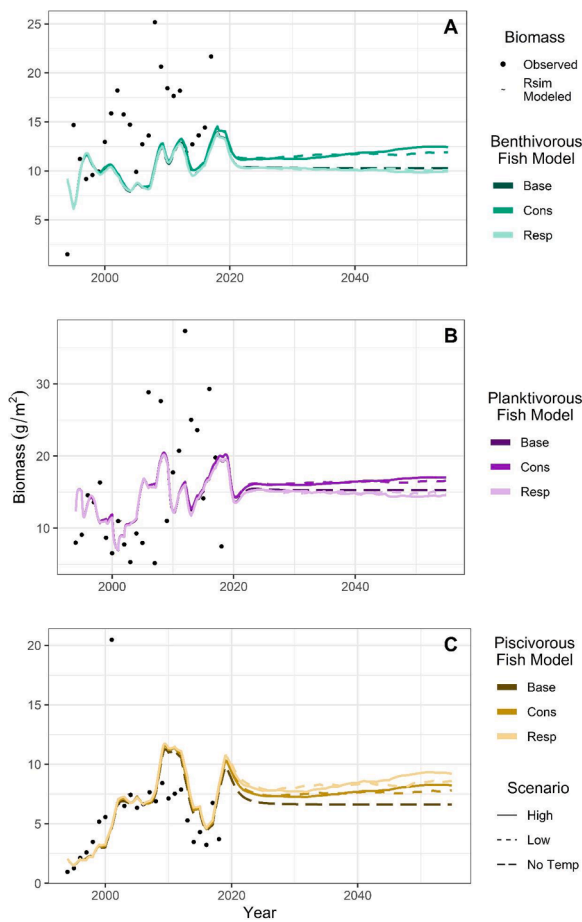 25
20
15
10
5
2000
2020
2040
A
Biomass
Observed
Rsim
Modeled
Benthivorous
Fish Model
Base
Cons
Resp
Biomass (g/m²)
30
20
10
2000
2020
2040
B
Planktivorous
Fish Model
Base
Cons
Resp
20
15
10
5
0
2000
2020
2040
Year
C
Piscivorous
Fish Model
Base
Cons
Resp
Scenario
High
Low
No Temp